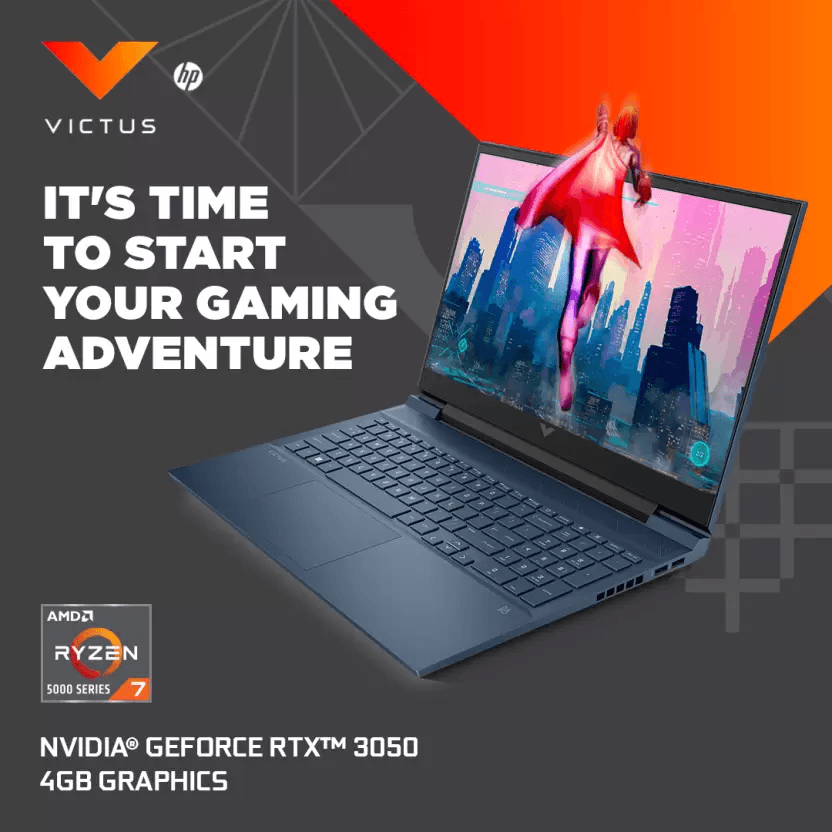 hp
VICTUS
IT'S TIME
TO START
YOUR GAMING
ADVENTURE
VICTUS
AMD
RYZEN
5000 SERIES 7
NVIDIA® GEFORCE RTX™ 3050
4GB GRAPHICS